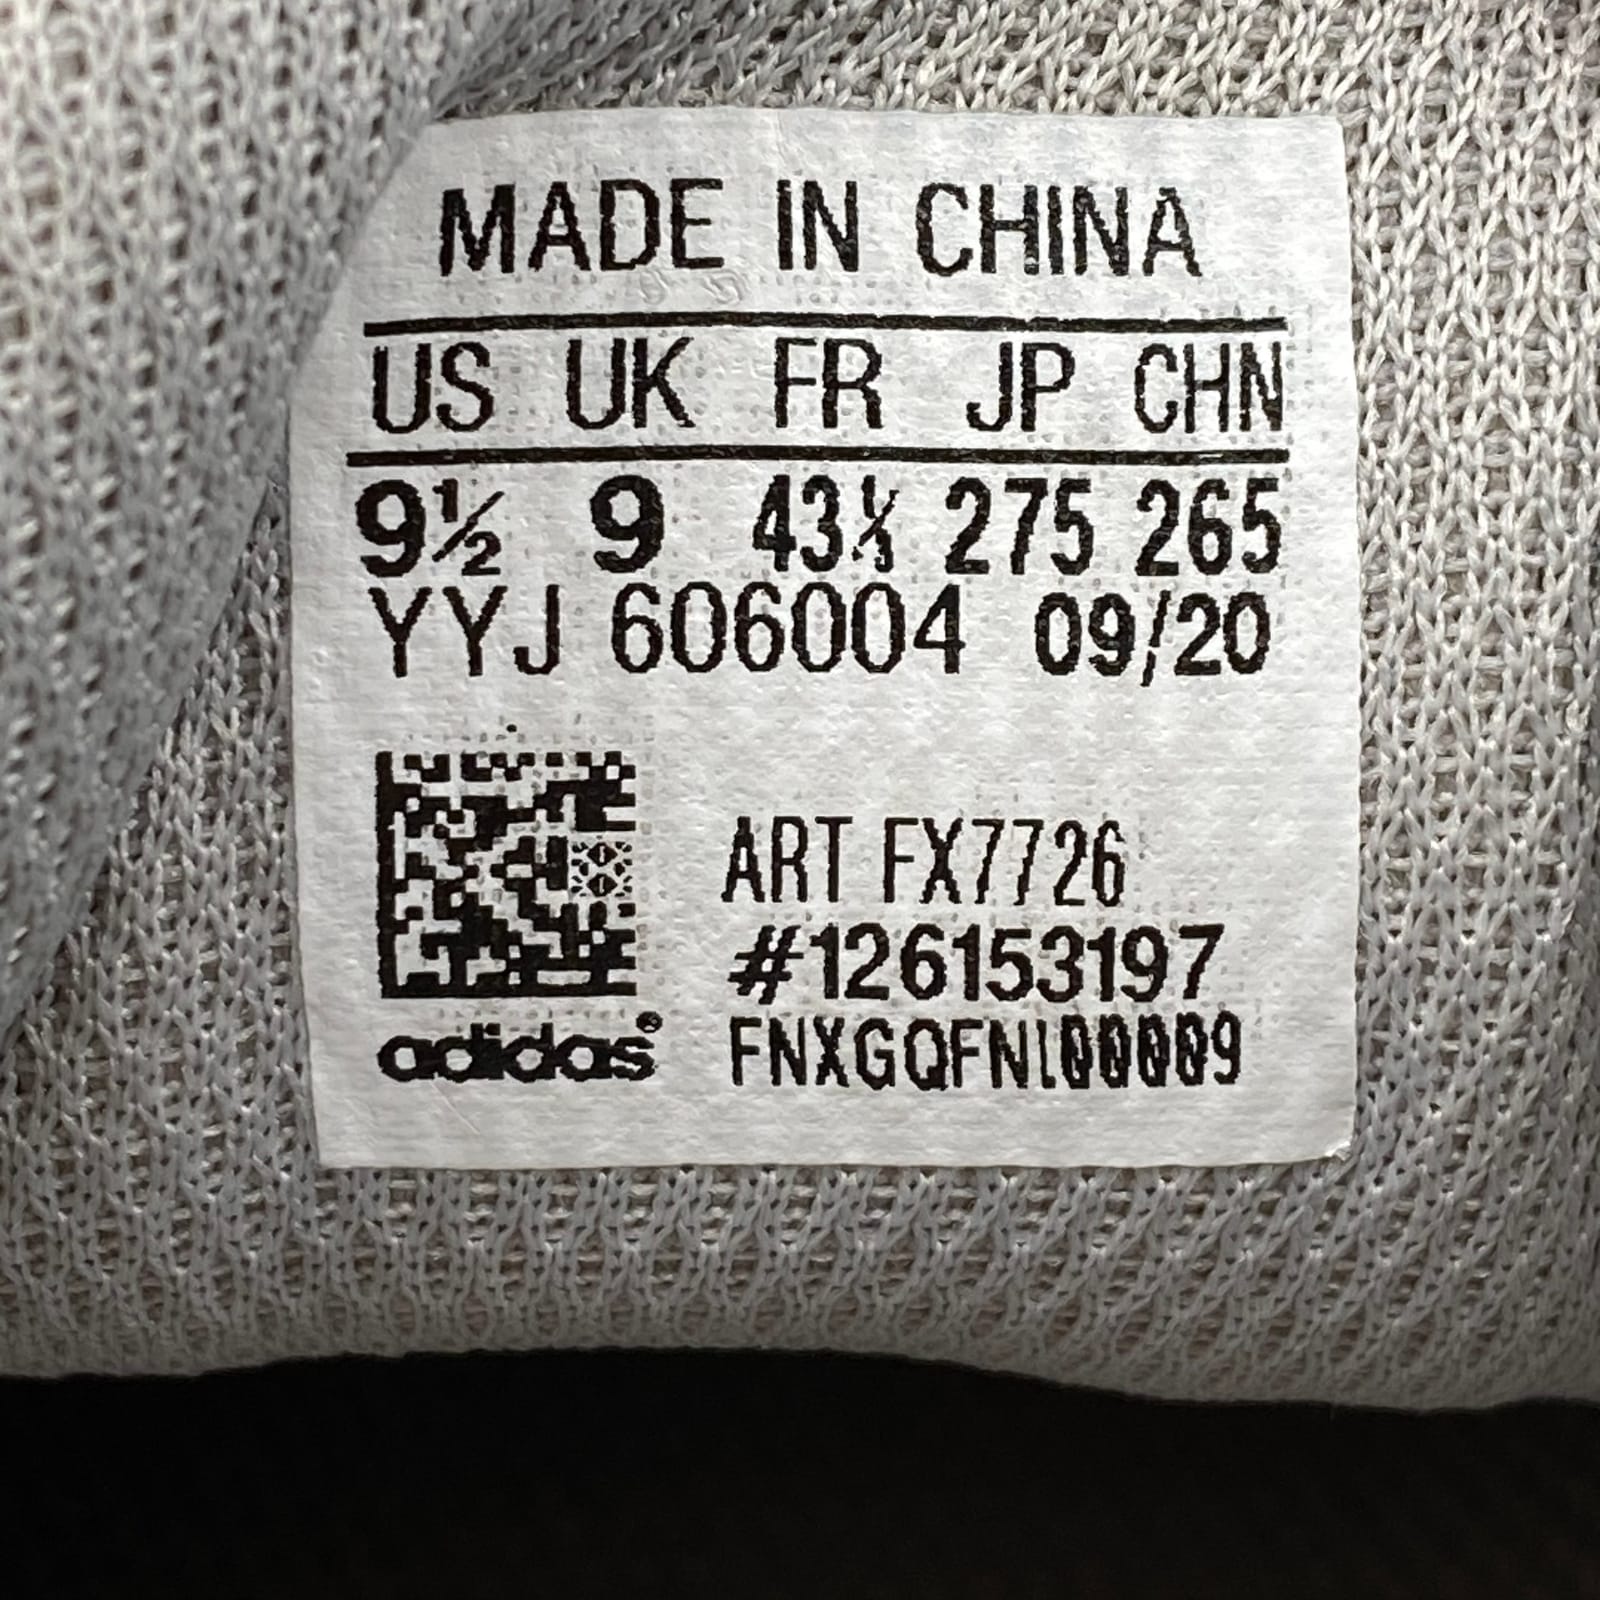 MADE IN CHINA
US UK FR JP CHN
9½ 9 43⅓ 275 265
YYJ 606004 09/20
ART FX7726
#126153197
adidas®